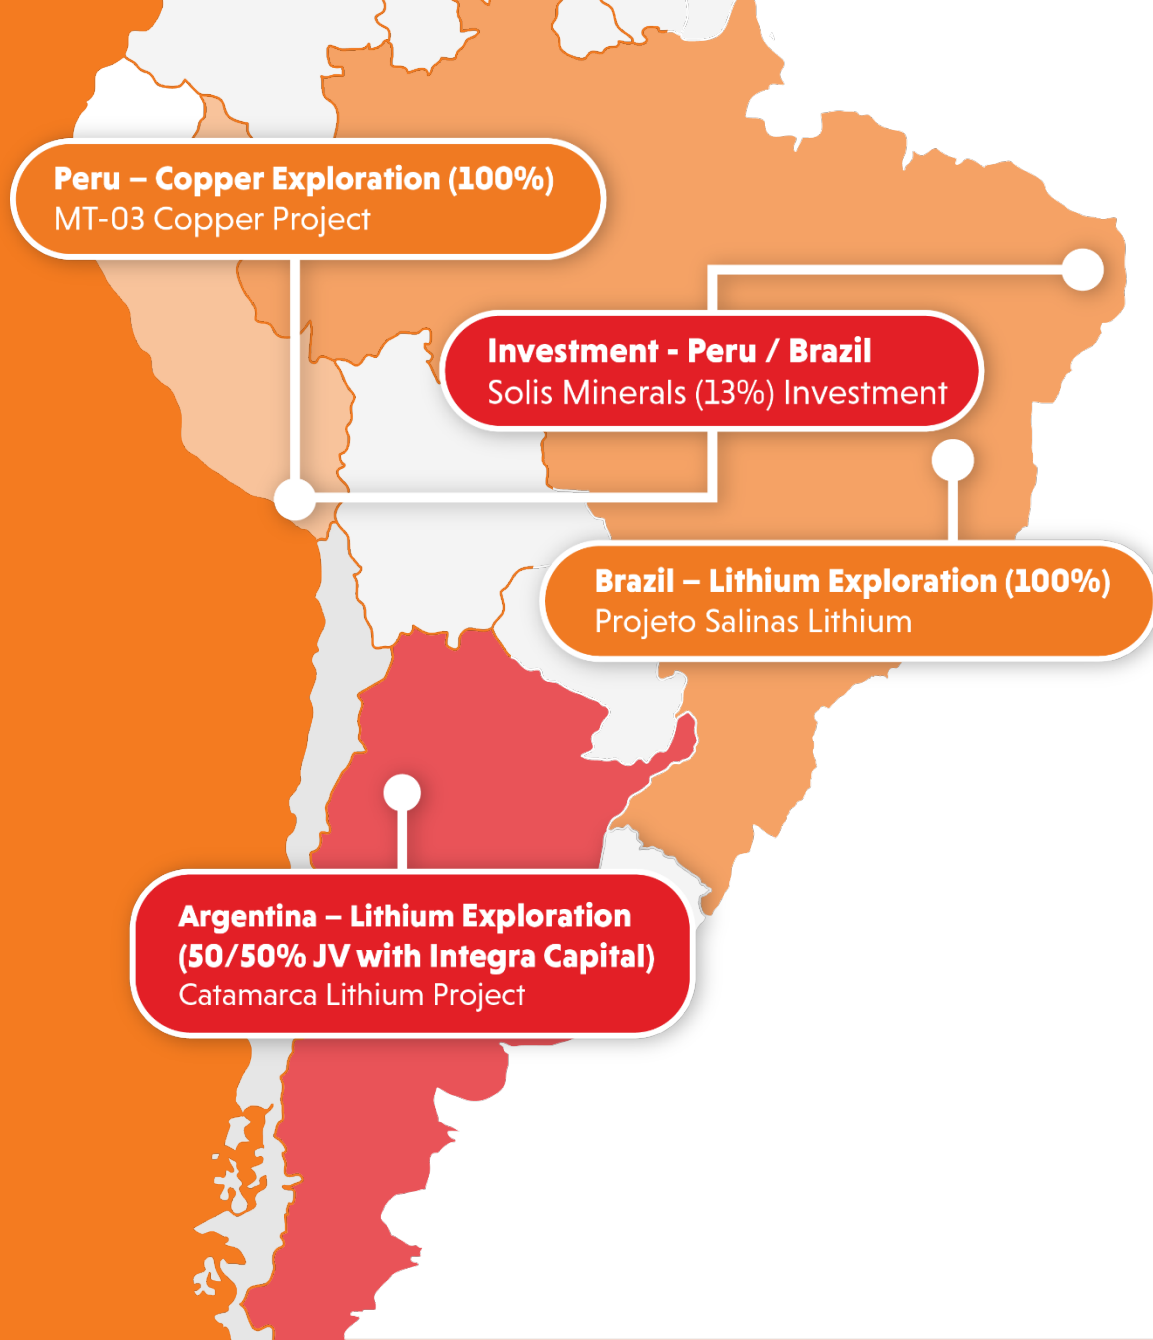 Peru – Copper Exploration (100%)
MT-03 Copper Project
Investment - Peru / Brazil
Solis Minerals (13%) Investment
Brazil – Lithium Exploration (100%)
Projeto Salinas Lithium
Argentina – Lithium Exploration
(50/50% JV with Integra Capital)
Catamarca Lithium Project